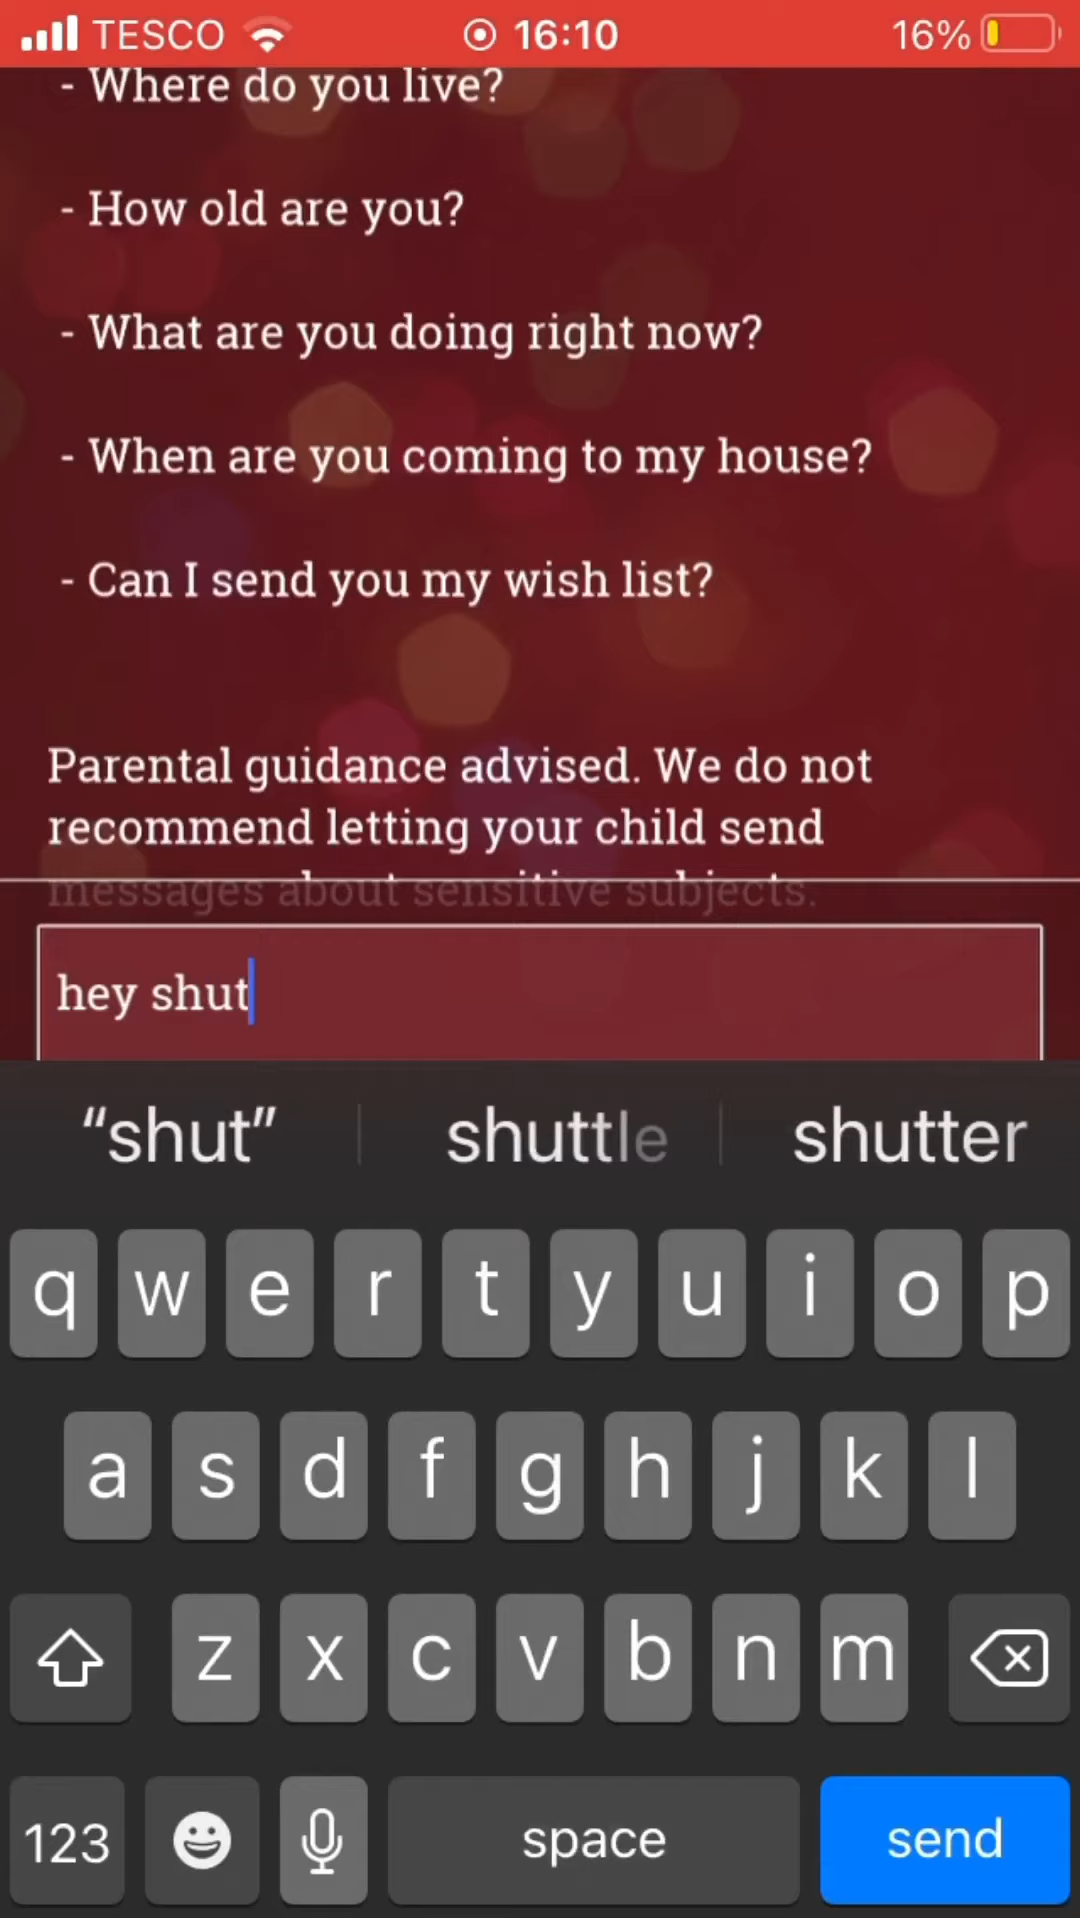 TESCO 16:10 16%
- Where do you live?
- How old are you?
- What are you doing right now?
- When are you coming to my house?
- Can I send you my wish list?
Parental guidance advised. We do not
recommend letting your child send
messages about sensitive subjects.
hey shut
“shut” shuttle shutter
q w e r t y u i o p
a s d f g h j k l
z x c v b n m
123 space send